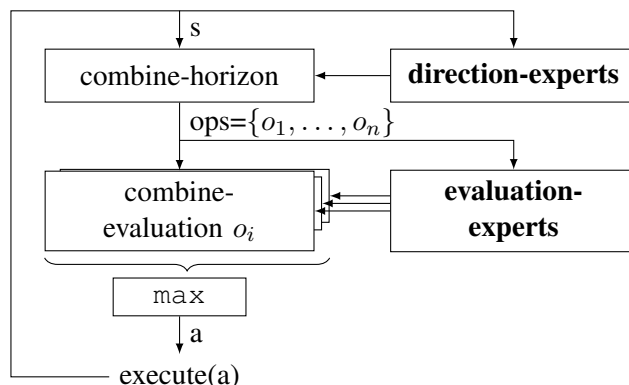 s
combine-horizon
direction-experts
ops={o₁, . . . , oₙ}
combine-
evaluation oᵢ
evaluation-
experts
max
a
execute(a)